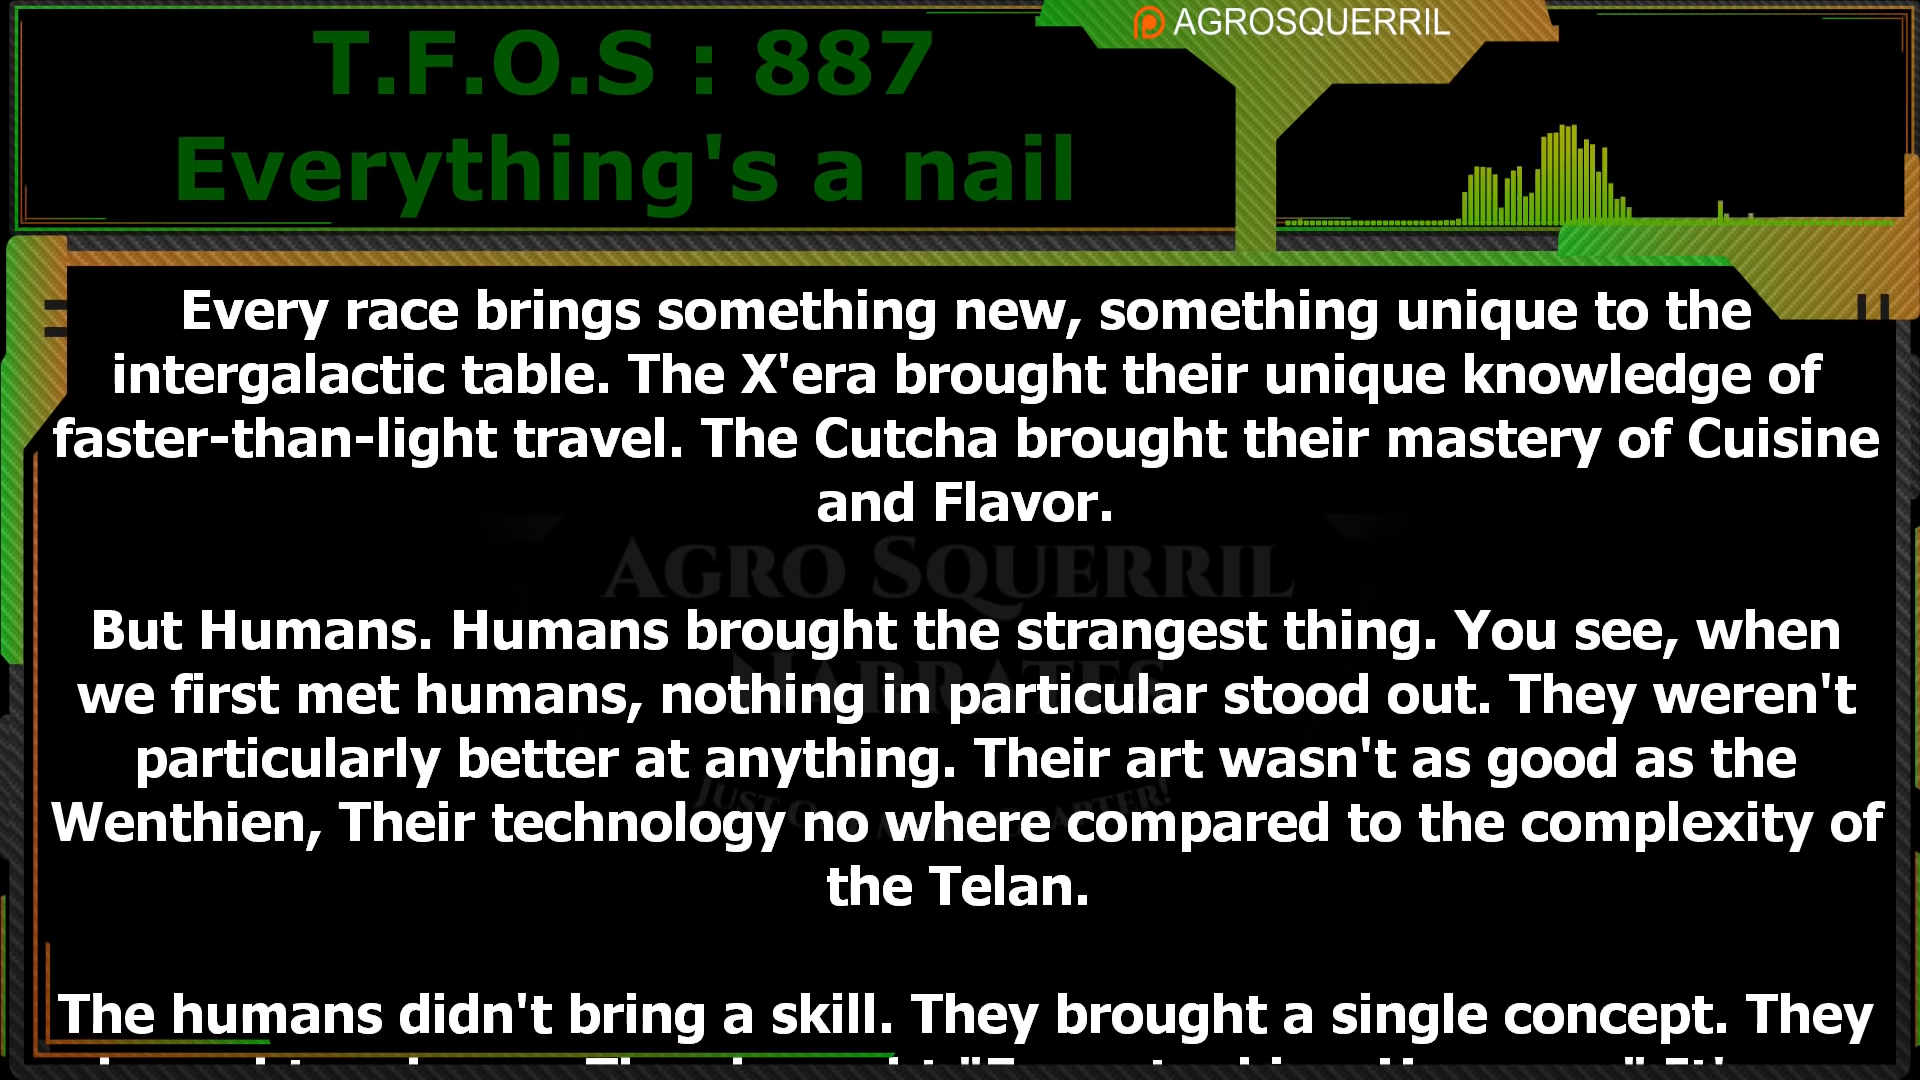 AGROSQUERRIL
T.F.O.S : 887
Everything's a nail
Every race brings something new, something unique to the
intergalactic table. The X'era brought their unique knowledge of
faster-than-light travel. The Cutcha brought their mastery of Cuisine
and Flavor.
AGRO SQUERRIL
NARRATES
But Humans. Humans brought the strangest thing. You see, when
we first met humans, nothing in particular stood out. They weren't
particularly better at anything. Their art wasn't as good as the
Wenthien, Their technology no where compared to the complexity of
the Telan.
The humans didn't bring a skill. They brought a single concept. They